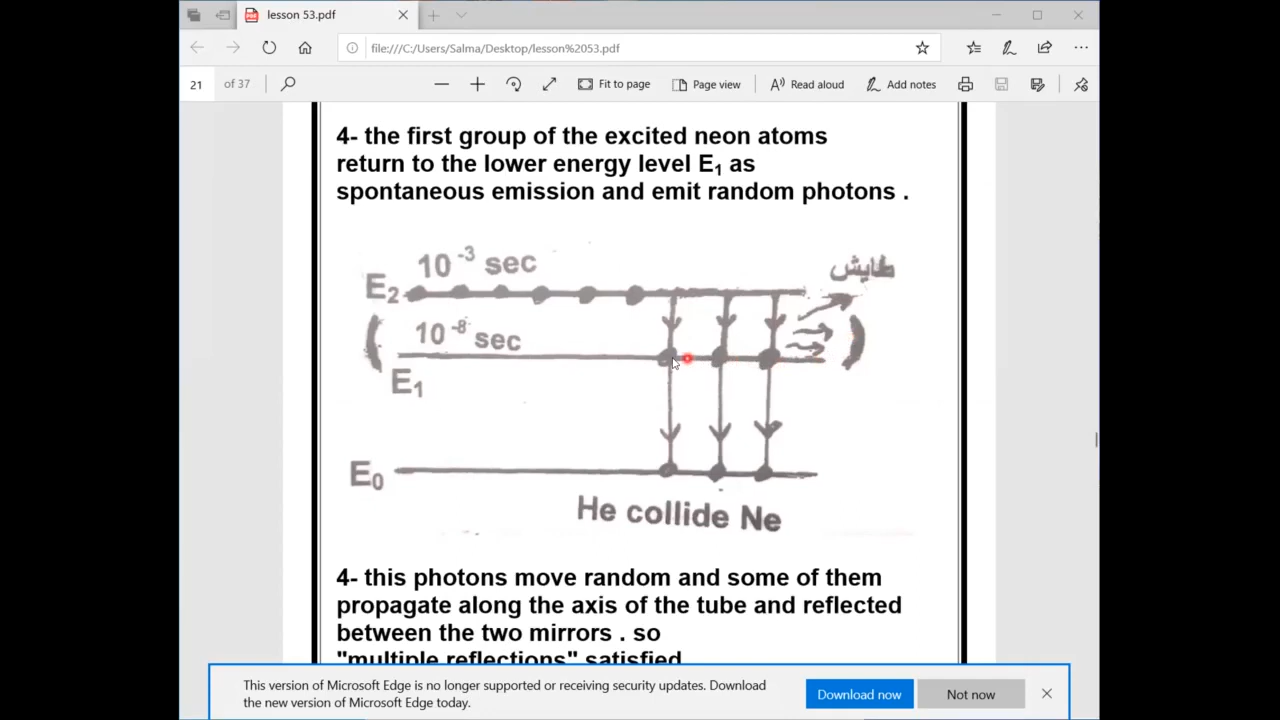 lesson 53.pdf
file:///C:/Users/Salma/Desktop/lesson%2053.pdf
21 of 37
Fit to page
Page view
Read aloud
Add notes
4- the first group of the excited neon atoms
return to the lower energy level E₁ as
spontaneous emission and emit random photons .
10⁻³ sec
طايش
E₂
10⁻⁸ sec
E₁
E₀
He collide Ne
4- this photons move random and some of them
propagate along the axis of the tube and reflected
between the two mirrors . so
"multiple reflections" satisfied
This version of Microsoft Edge is no longer supported or receiving security updates. Download
the new version of Microsoft Edge today.
Download now
Not now